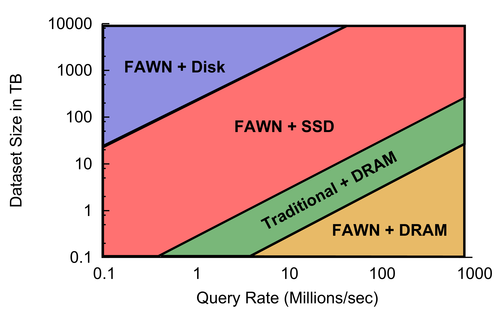 10000
1000
100
10
1
0.1
Dataset Size in TB
FAWN + Disk
FAWN + SSD
Traditional + DRAM
FAWN + DRAM
0.1 1 10 100 1000
Query Rate (Millions/sec)